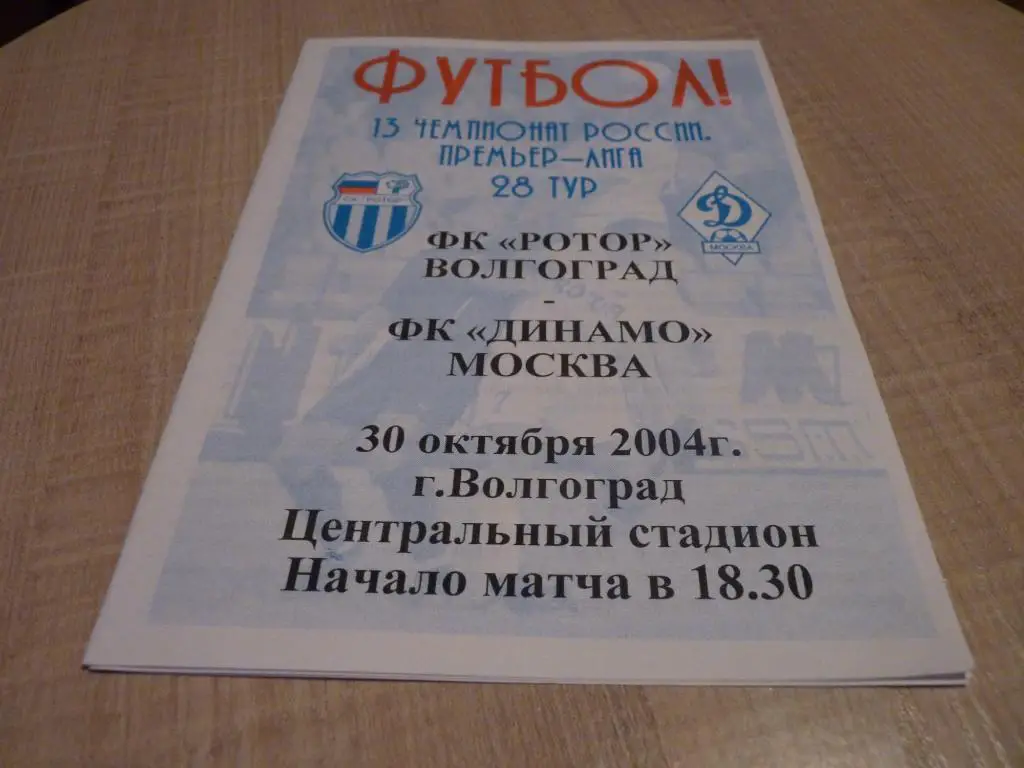 ФУТБОЛ!
13 ЧЕМПИОНАТ РОССИИ.
ПРЕМЬЕР—ЛИГА
28 ТУР
ФК «РОТОР»
ВОЛГОГРАД
-
ФК «ДИНАМО»
МОСКВА
Д
МОСКВА
30 октября 2004г.
г.Волгоград
Центральный стадион
Начало матча в 18.30